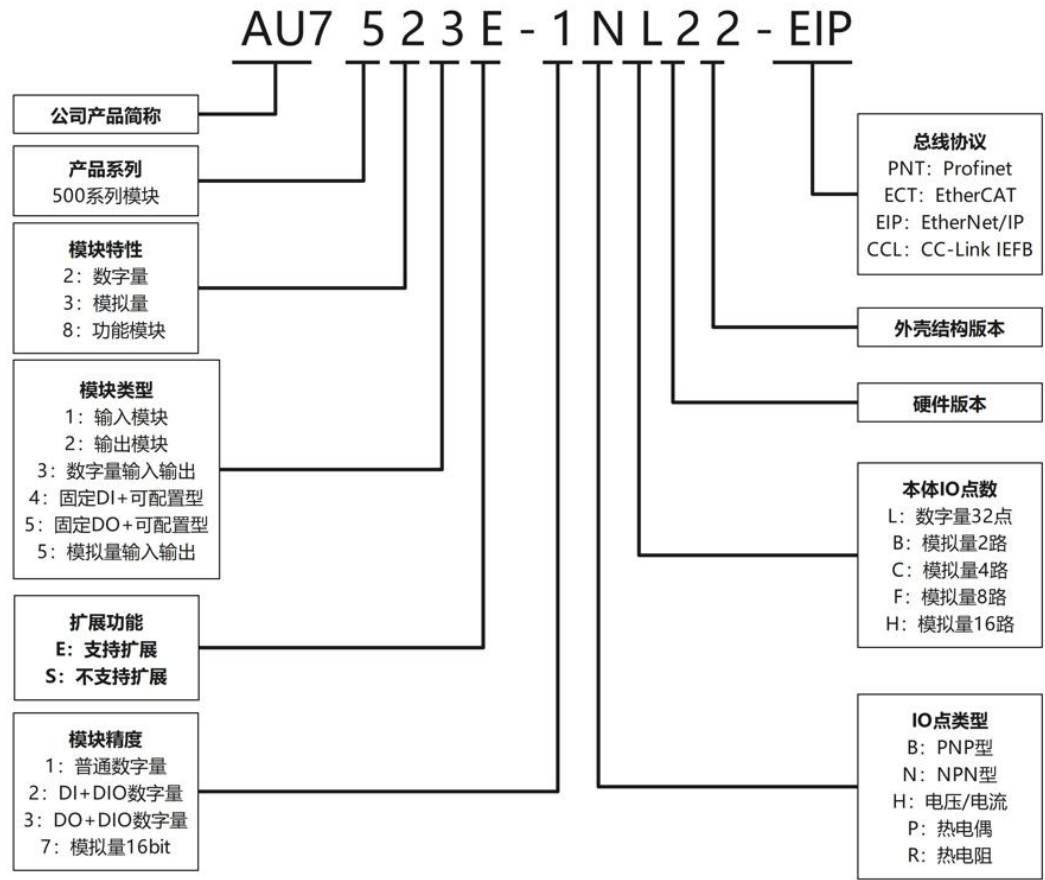 AU7 5 2 3 E - 1 N L 2 2 - EIP
公司产品简称
产品系列
500系列模块
模块特性
2：数字量
3：模拟量
8：功能模块
模块类型
1：输入模块
2：输出模块
3：数字量输入输出
4：固定DI+可配置型
5：固定DO+可配置型
5：模拟量输入输出
扩展功能
E：支持扩展
S：不支持扩展
模块精度
1：普通数字量
2：DI+DIO数字量
3：DO+DIO数字量
7：模拟量16bit
总线协议
PNT：Profinet
ECT：EtherCAT
EIP：EtherNet/IP
CCL：CC-Link IEFB
外壳结构版本
硬件版本
本体IO点数
L：数字量32点
B：模拟量2路
C：模拟量4路
F：模拟量8路
H：模拟量16路
IO点类型
B：PNP型
N：NPN型
H：电压/电流
P：热电偶
R：热电阻